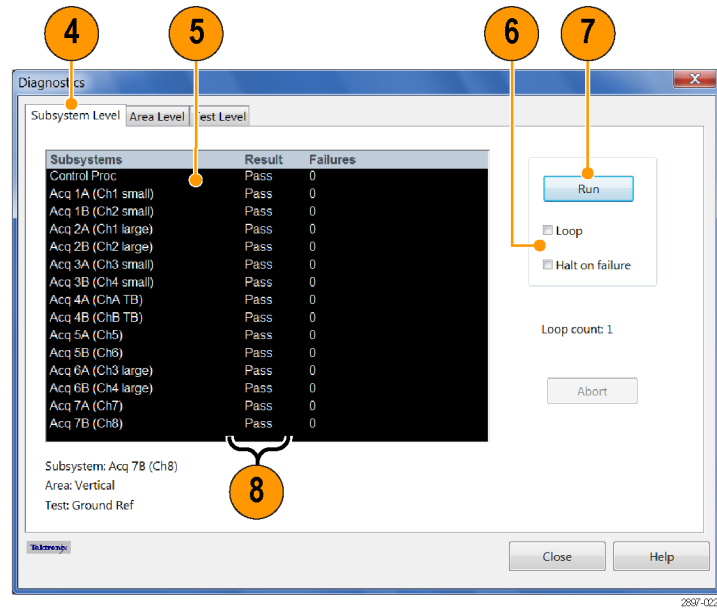 4 5 6 7
Diagnostics
Subsystem Level Area Level Test Level
Subsystems Result Failures
Control Proc Pass 0
Acq 1A (Ch1 small) Pass 0
Acq 1B (Ch2 small) Pass 0
Acq 2A (Ch1 large) Pass 0
Acq 2B (Ch2 large) Pass 0
Acq 3A (Ch3 small) Pass 0
Acq 3B (Ch4 small) Pass 0
Acq 4A (ChA TB) Pass 0
Acq 4B (ChB TB) Pass 0
Acq 5A (Ch5) Pass 0
Acq 5B (Ch6) Pass 0
Acq 6A (Ch3 large) Pass 0
Acq 6B (Ch4 large) Pass 0
Acq 7A (Ch7) Pass 0
Acq 7B (Ch8) Pass 0
Run
Loop
Halt on failure
Loop count: 1
Abort
8
Subsystem: Acq 7B (Ch8)
Area: Vertical
Test: Ground Ref
Tektronix
Close Help
2897-022